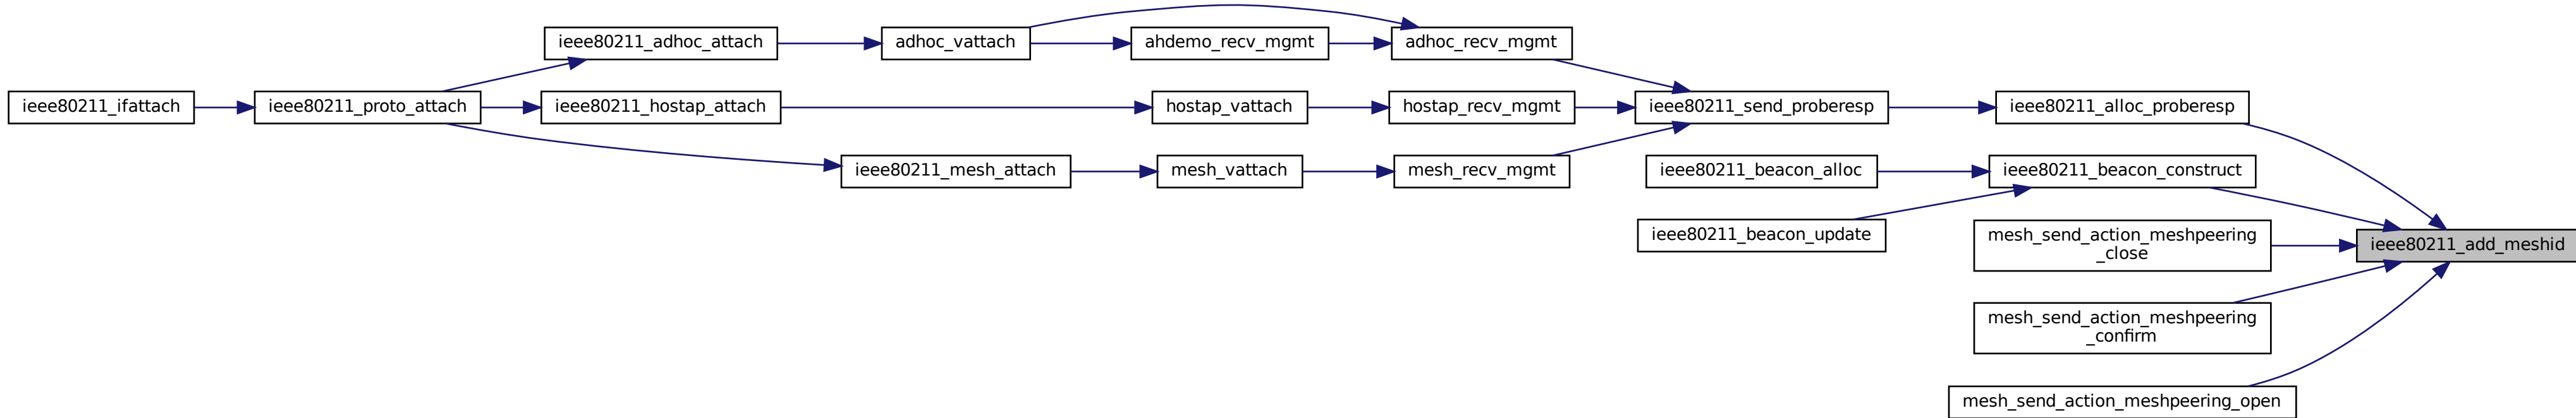 ieee80211_adhoc_attach
adhoc_vattach
ahdemo_recv_mgmt
adhoc_recv_mgmt
ieee80211_ifattach
ieee80211_proto_attach
ieee80211_hostap_attach
hostap_vattach
hostap_recv_mgmt
ieee80211_send_proberesp
ieee80211_alloc_proberesp
ieee80211_mesh_attach
mesh_vattach
mesh_recv_mgmt
ieee80211_beacon_alloc
ieee80211_beacon_construct
ieee80211_beacon_update
mesh_send_action_meshpeering
_close
ieee80211_add_meshid
mesh_send_action_meshpeering
_confirm
mesh_send_action_meshpeering_open